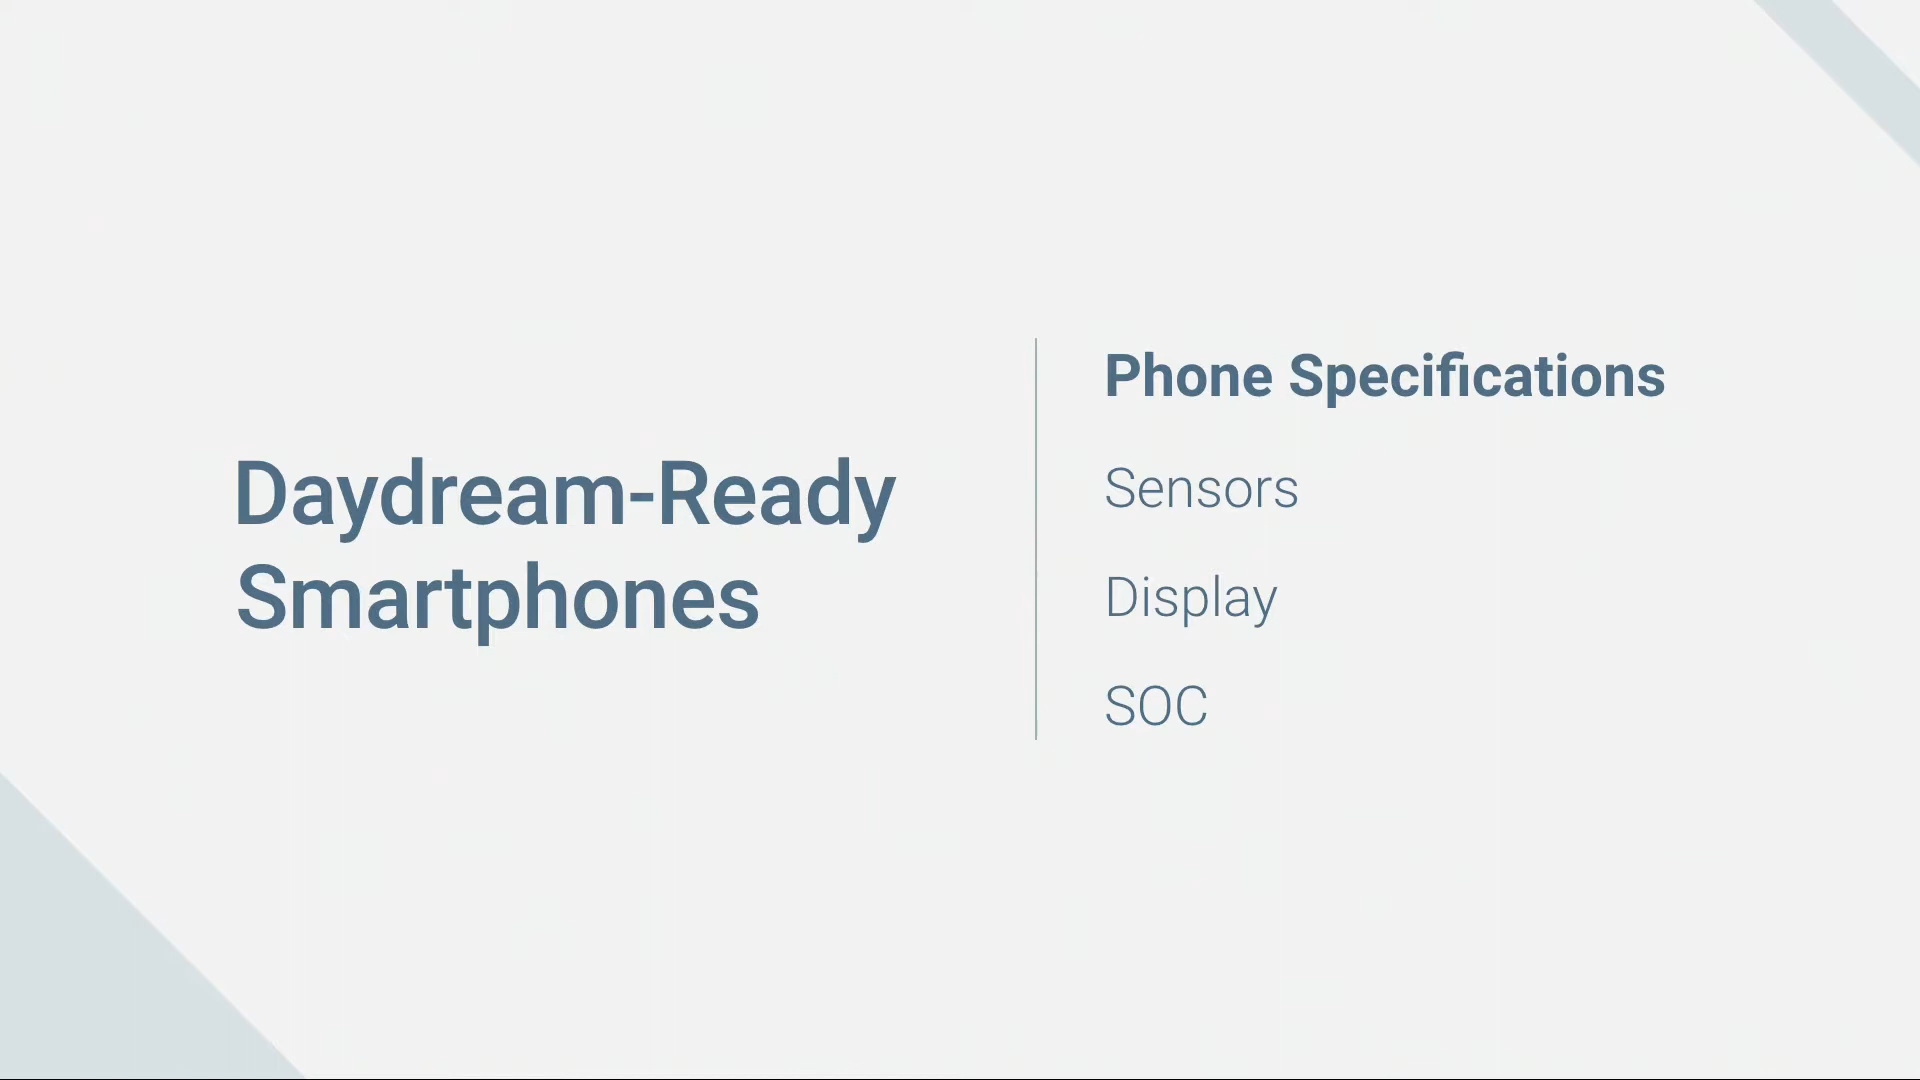 Daydream-Ready
Smartphones
Phone Specifications
Sensors
Display
SOC